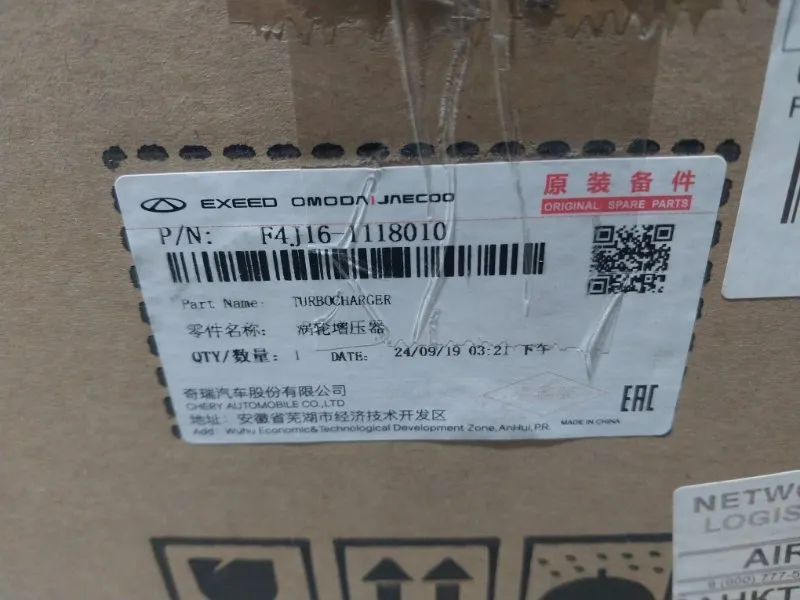 EXEED OMODA JAECOO
原装备件
ORIGINAL SPARE PARTS
P/N: F4J16-1118010
Part Name: TURBOCHARGER
零件名称: 涡轮增压器
QTY/数量: 1 DATE: 24/09/19 03:21 下午
奇瑞汽车股份有限公司
CHERY AUTOMOBILE CO.,LTD
地址: 安徽省芜湖市经济技术开发区
Add: Wuhu Economic&Technological Development Zone, AnHui, P.R.
MADE IN CHINA
EAC
NETWO
LOGIS
AIR
8 (800) 777-5